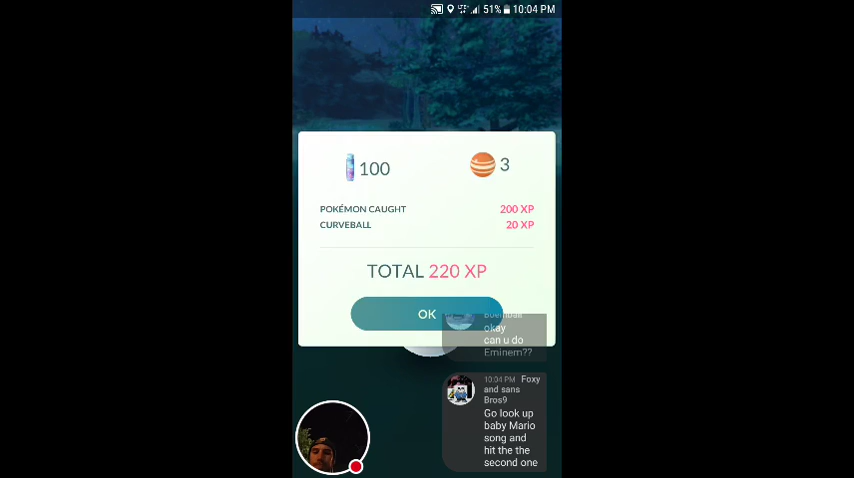 51% 10:04 PM
100
3
POKÉMON CAUGHT 200 XP
CURVEBALL 20 XP
TOTAL 220 XP
OK
okay
can u do
Eminem??
10:04 PM Foxy
and sans
Bros9
Go look up
baby Mario
song and
hit the the
second one